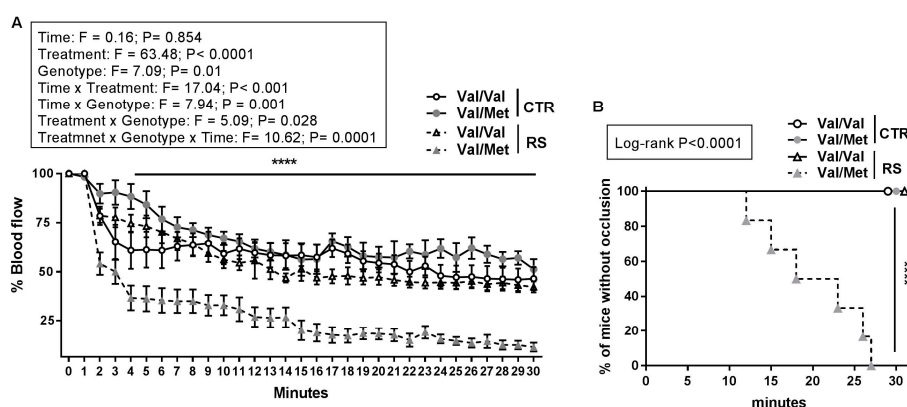 A
Time: F = 0.16; P= 0.854
Treatment: F = 63.48; P< 0.0001
Genotype: F= 7.09; P= 0.01
Time x Treatment: F= 17.04; P< 0.001
Time x Genotype: F = 7.94; P = 0.001
Treatment x Genotype: F = 5.09; P= 0.028
Treatmnet x Genotype x Time: F= 10.62; P= 0.0001
Val/Val
Val/Met
CTR
Val/Val
Val/Met
RS
****
% Blood flow
100
75
50
25
0 1 2 3 4 5 6 7 8 9 10 11 12 13 14 15 16 17 18 19 20 21 22 23 24 25 26 27 28 29 30
Minutes
B
Log-rank P<0.0001
Val/Val
Val/Met
CTR
Val/Val
Val/Met
RS
% of mice without occlusion
100
80
60
40
20
0
****
0 5 10 15 20 25 30
minutes